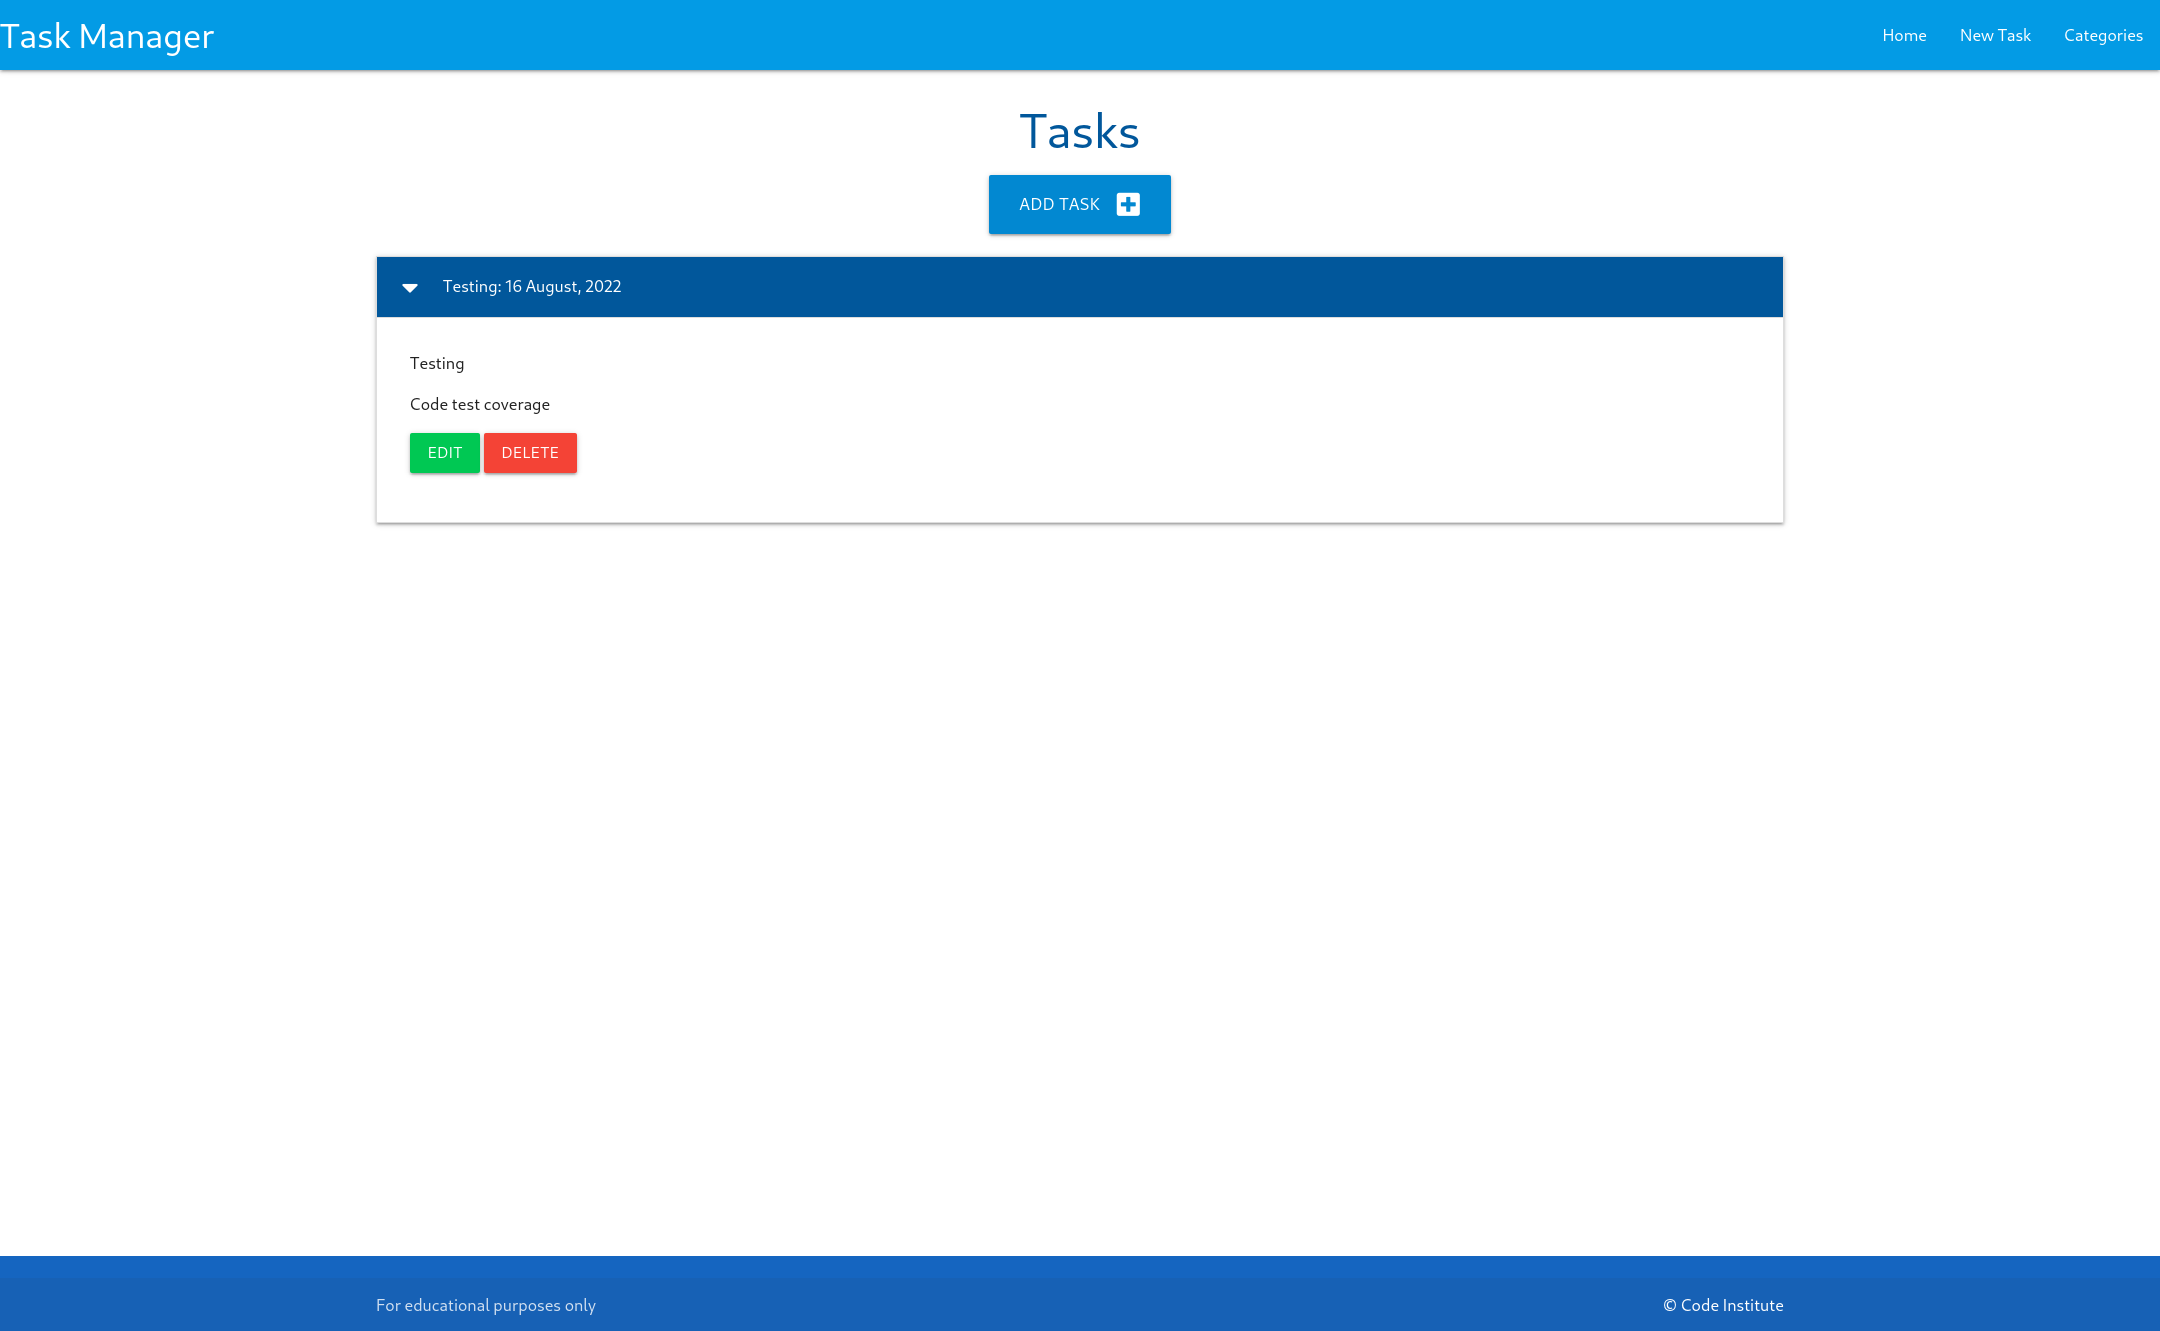 Task Manager
Home New Task Categories
Tasks
ADD TASK
Testing: 16 August, 2022
Testing
Code test coverage
EDIT DELETE
For educational purposes only
© Code Institute